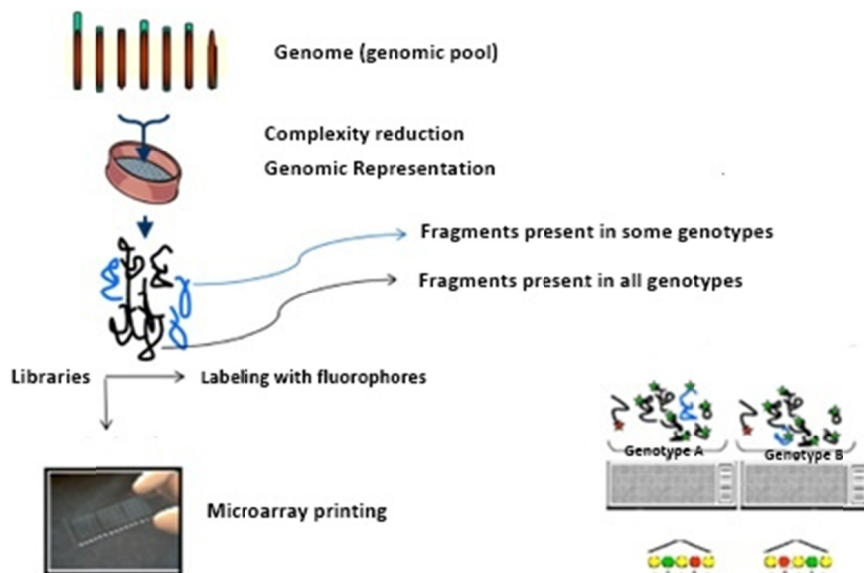 Genome (genomic pool)
Complexity reduction
Genomic Representation
Fragments present in some genotypes
Fragments present in all genotypes
Libraries
Labeling with fluorophores
Genotype A
Genotype B
Microarray printing